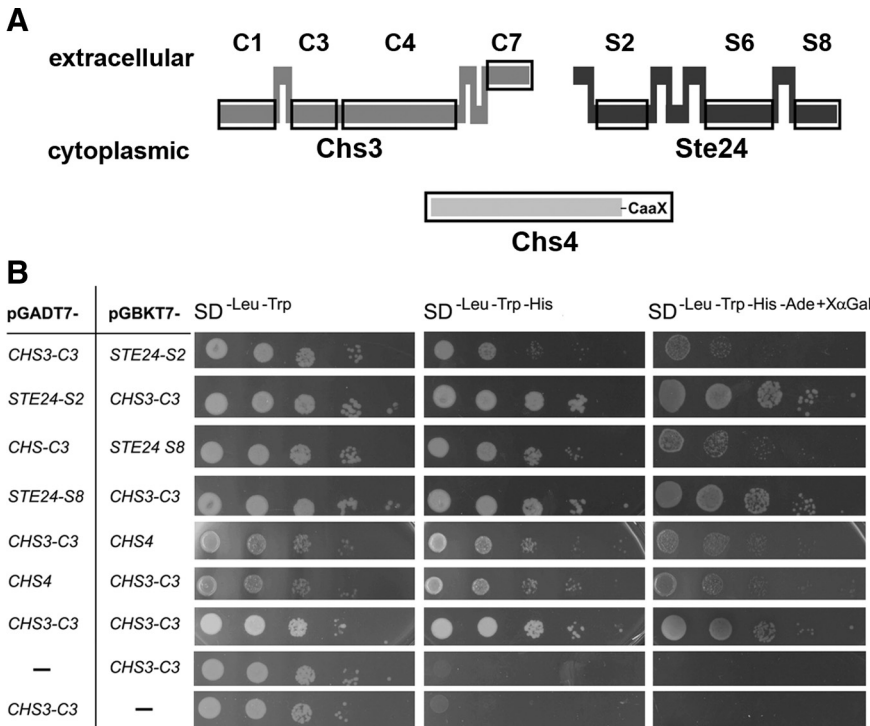 A
C1 C3 C4 C7 S2 S6 S8
extracellular
cytoplasmic
Chs3 Ste24
-CaaX
Chs4
B
pGADT7- pGBKT7- SD -Leu -Trp SD -Leu -Trp -His SD -Leu -Trp -His -Ade+XαGal
CHS3-C3 STE24-S2
STE24-S2 CHS3-C3
CHS-C3 STE24 S8
STE24-S8 CHS3-C3
CHS3-C3 CHS4
CHS4 CHS3-C3
CHS3-C3 CHS3-C3
— CHS3-C3
CHS3-C3 —